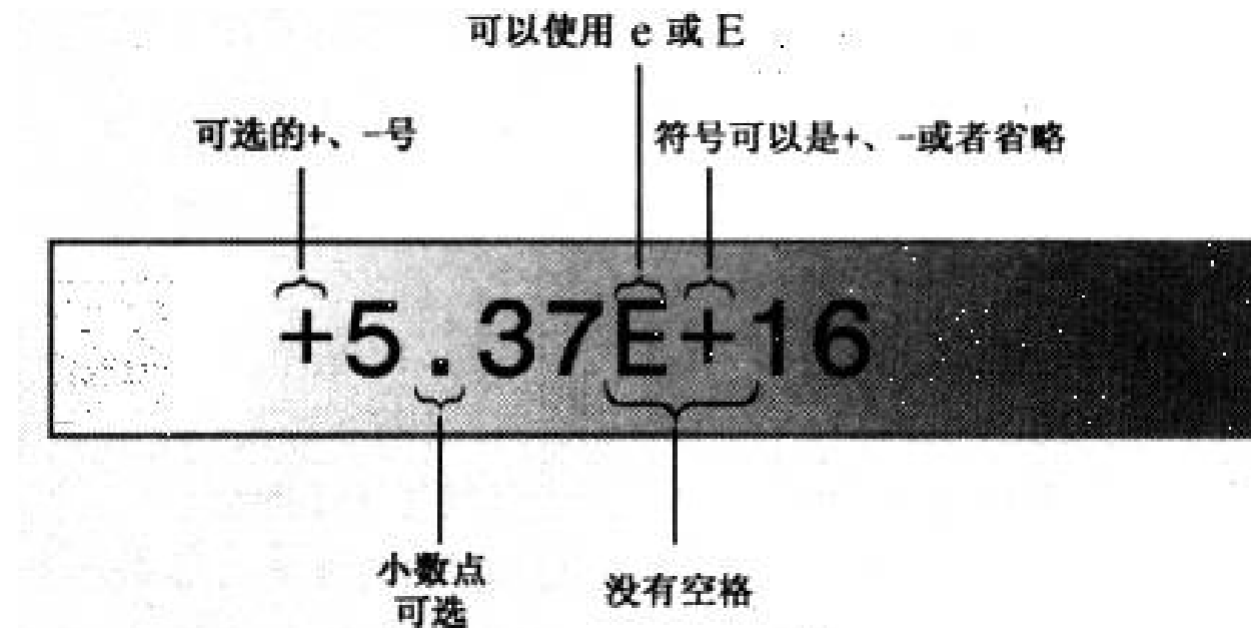 可以使用 e 或 E
可选的+、-号
符号可以是+、-或者省略
+5.37E+16
小数点
可选
没有空格